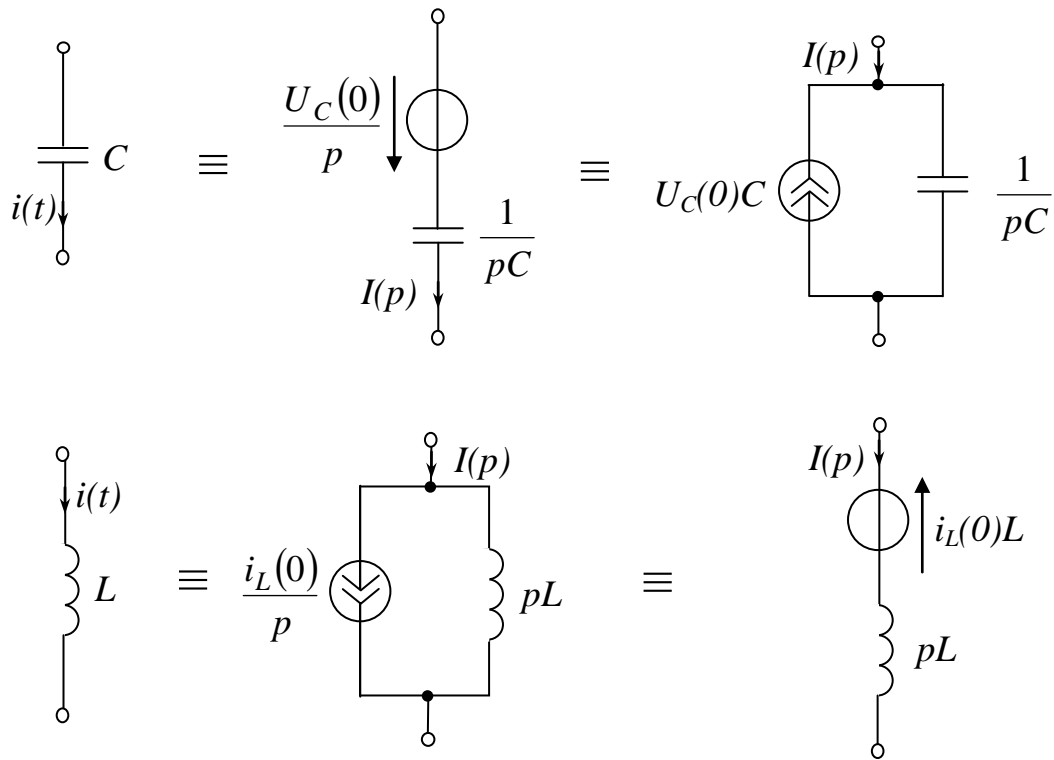 C
i(t)
≡
U_C(0)/p
1/pC
I(p)
≡
I(p)
U_C(0)C
1/pC
i(t)
L
≡
i_L(0)/p
I(p)
pL
≡
I(p)
i_L(0)L
pL